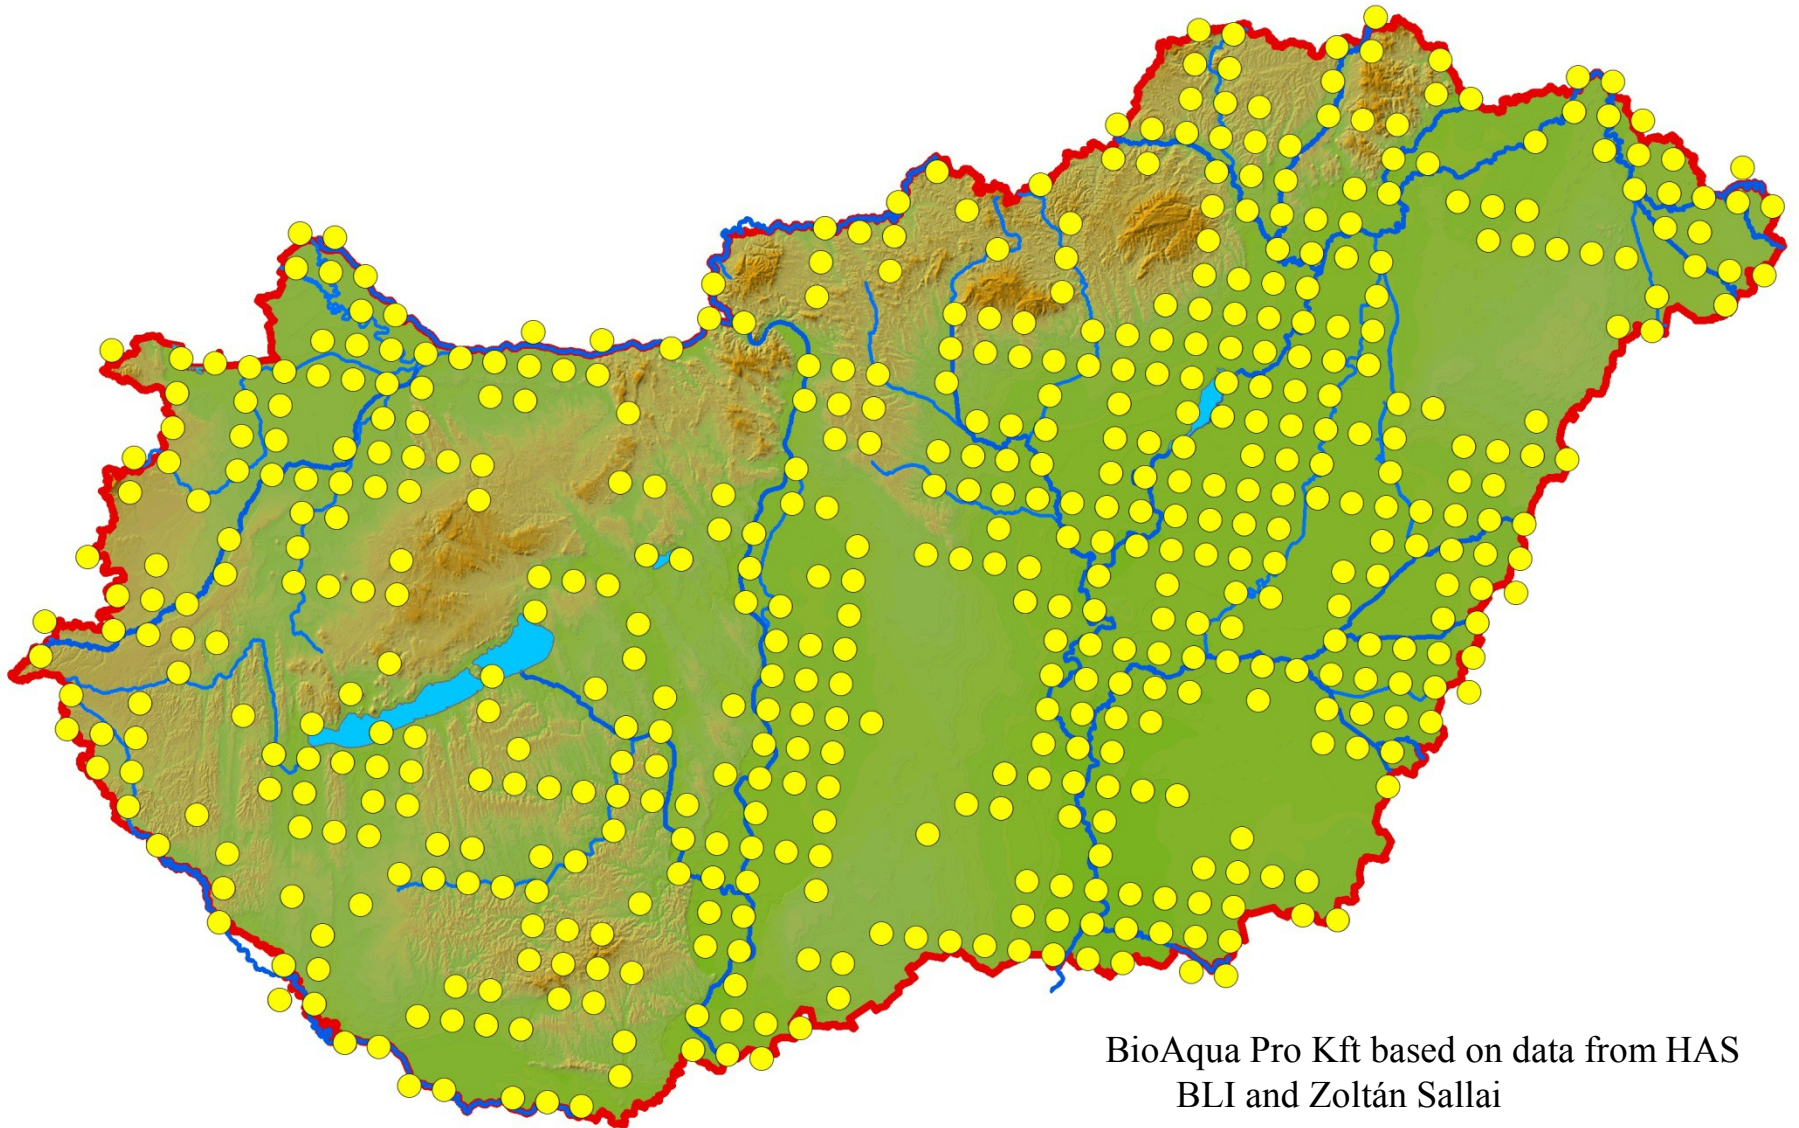 BioAqua Pro Kft based on data from HAS
BLI and Zoltán Sallai